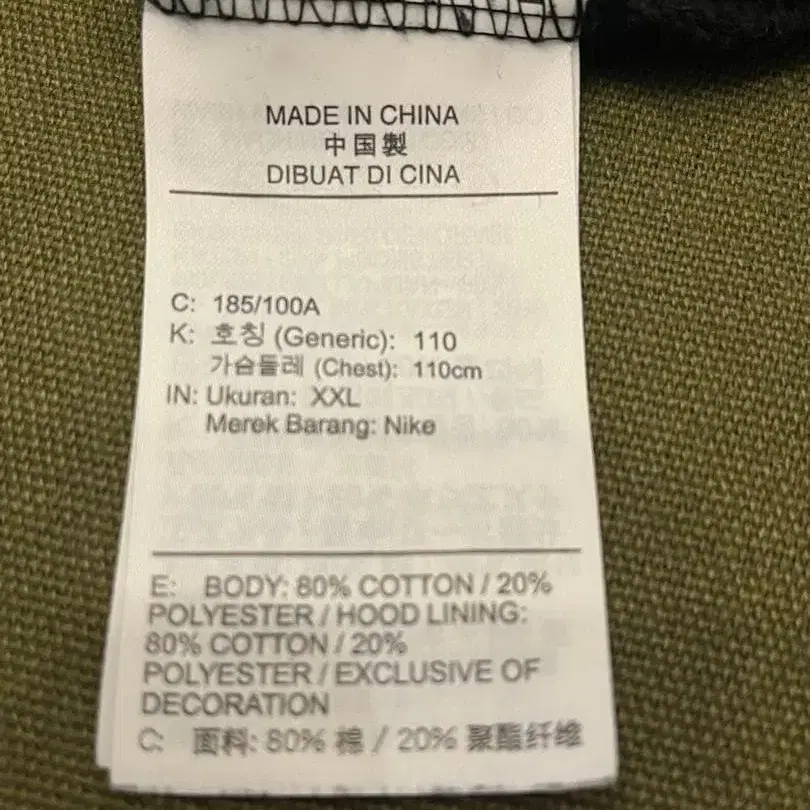 MADE IN CHINA
中国製
DIBUAT DI CINA
C: 185/100A
K: 호칭 (Generic): 110
가슴둘레 (Chest): 110cm
IN: Ukuran: XXL
Merek Barang: Nike
E: BODY: 80% COTTON / 20%
POLYESTER / HOOD LINING:
80% COTTON / 20%
POLYESTER / EXCLUSIVE OF
DECORATION
C: 面料: 80% 棉 / 20% 聚酯纤维